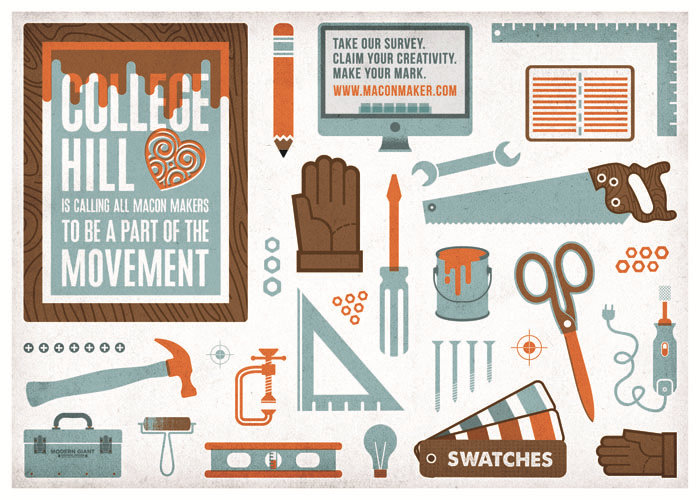 COLLEGE
HILL
IS CALLING ALL MACON MAKERS
TO BE A PART OF THE
MOVEMENT
TAKE OUR SURVEY.
CLAIM YOUR CREATIVITY.
MAKE YOUR MARK.
WWW.MACONMAKER.COM
MODERN GIANT
SWATCHES